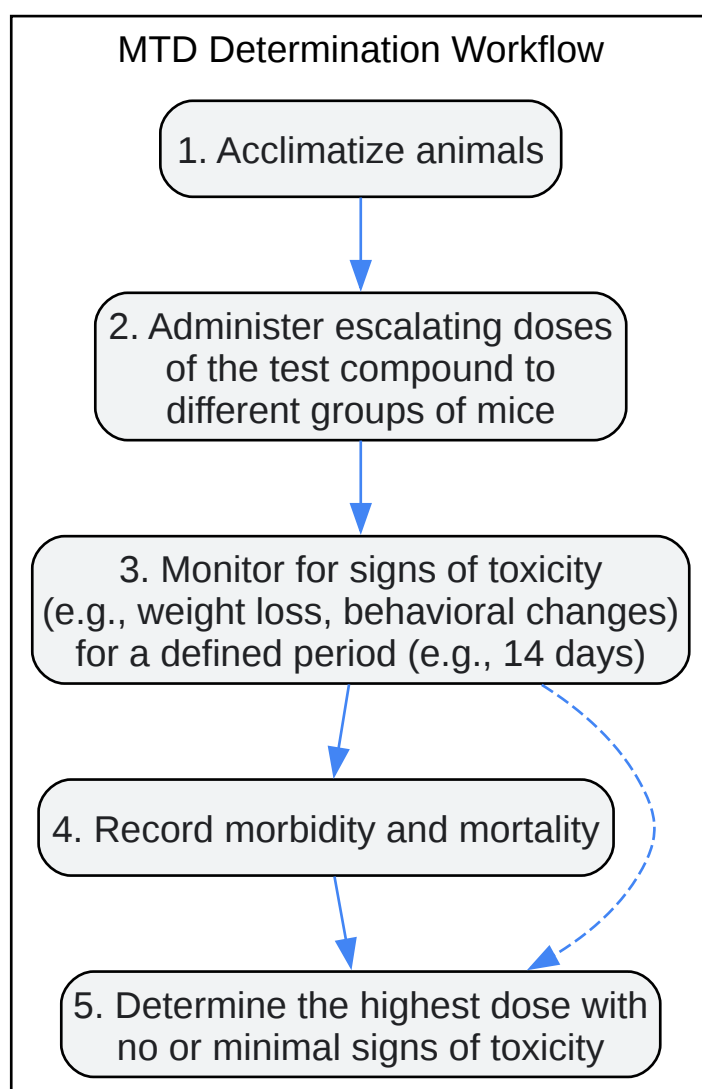 MTD Determination Workflow
1. Acclimatize animals
2. Administer escalating doses
of the test compound to
different groups of mice
3. Monitor for signs of toxicity
(e.g., weight loss, behavioral changes)
for a defined period (e.g., 14 days)
4. Record morbidity and mortality
5. Determine the highest dose with
no or minimal signs of toxicity